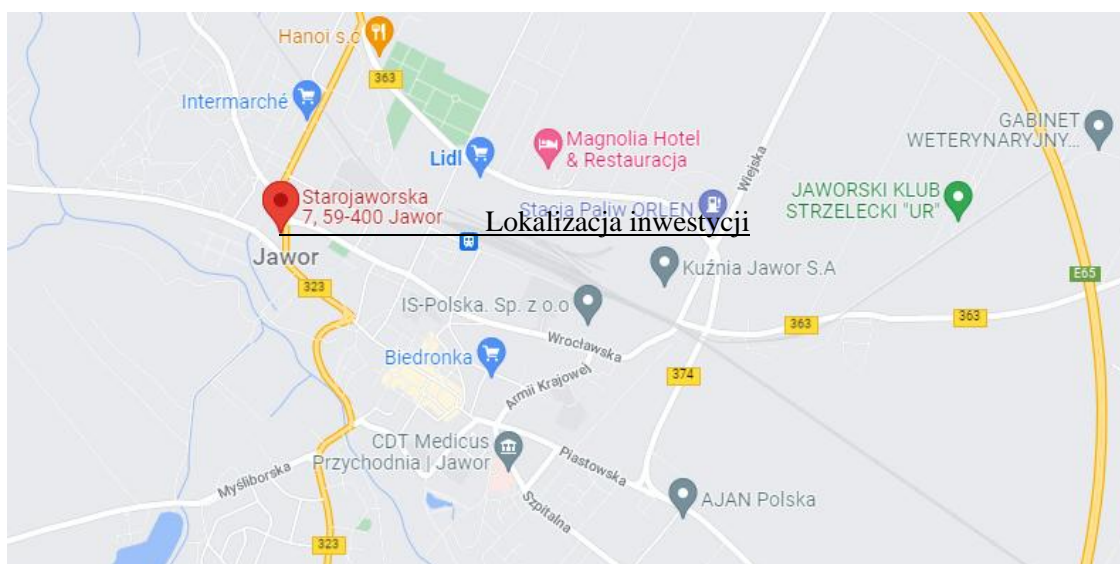 Hanoi s.c
363
Intermarché
Lidl
Magnolia Hotel
& Restauracja
Wiejska
GABINET
WETERYNARYJNY...
JAWORSKI KLUB
STRZELECKI "UR"
Starojaworska
7, 59-400 Jawor
Stacja Paliw ORLEN
Lokalizacja inwestycji
Jawor
Kuźnia Jawor S.A
E65
323
IS-Polska. Sp. z o.o
363
363
Wrocławska
Biedronka
Armii Krajowej
374
CDT Medicus
Przychodnia | Jawor
Piastowska
Myśliborska
AJAN Polska
Szpitalna
323